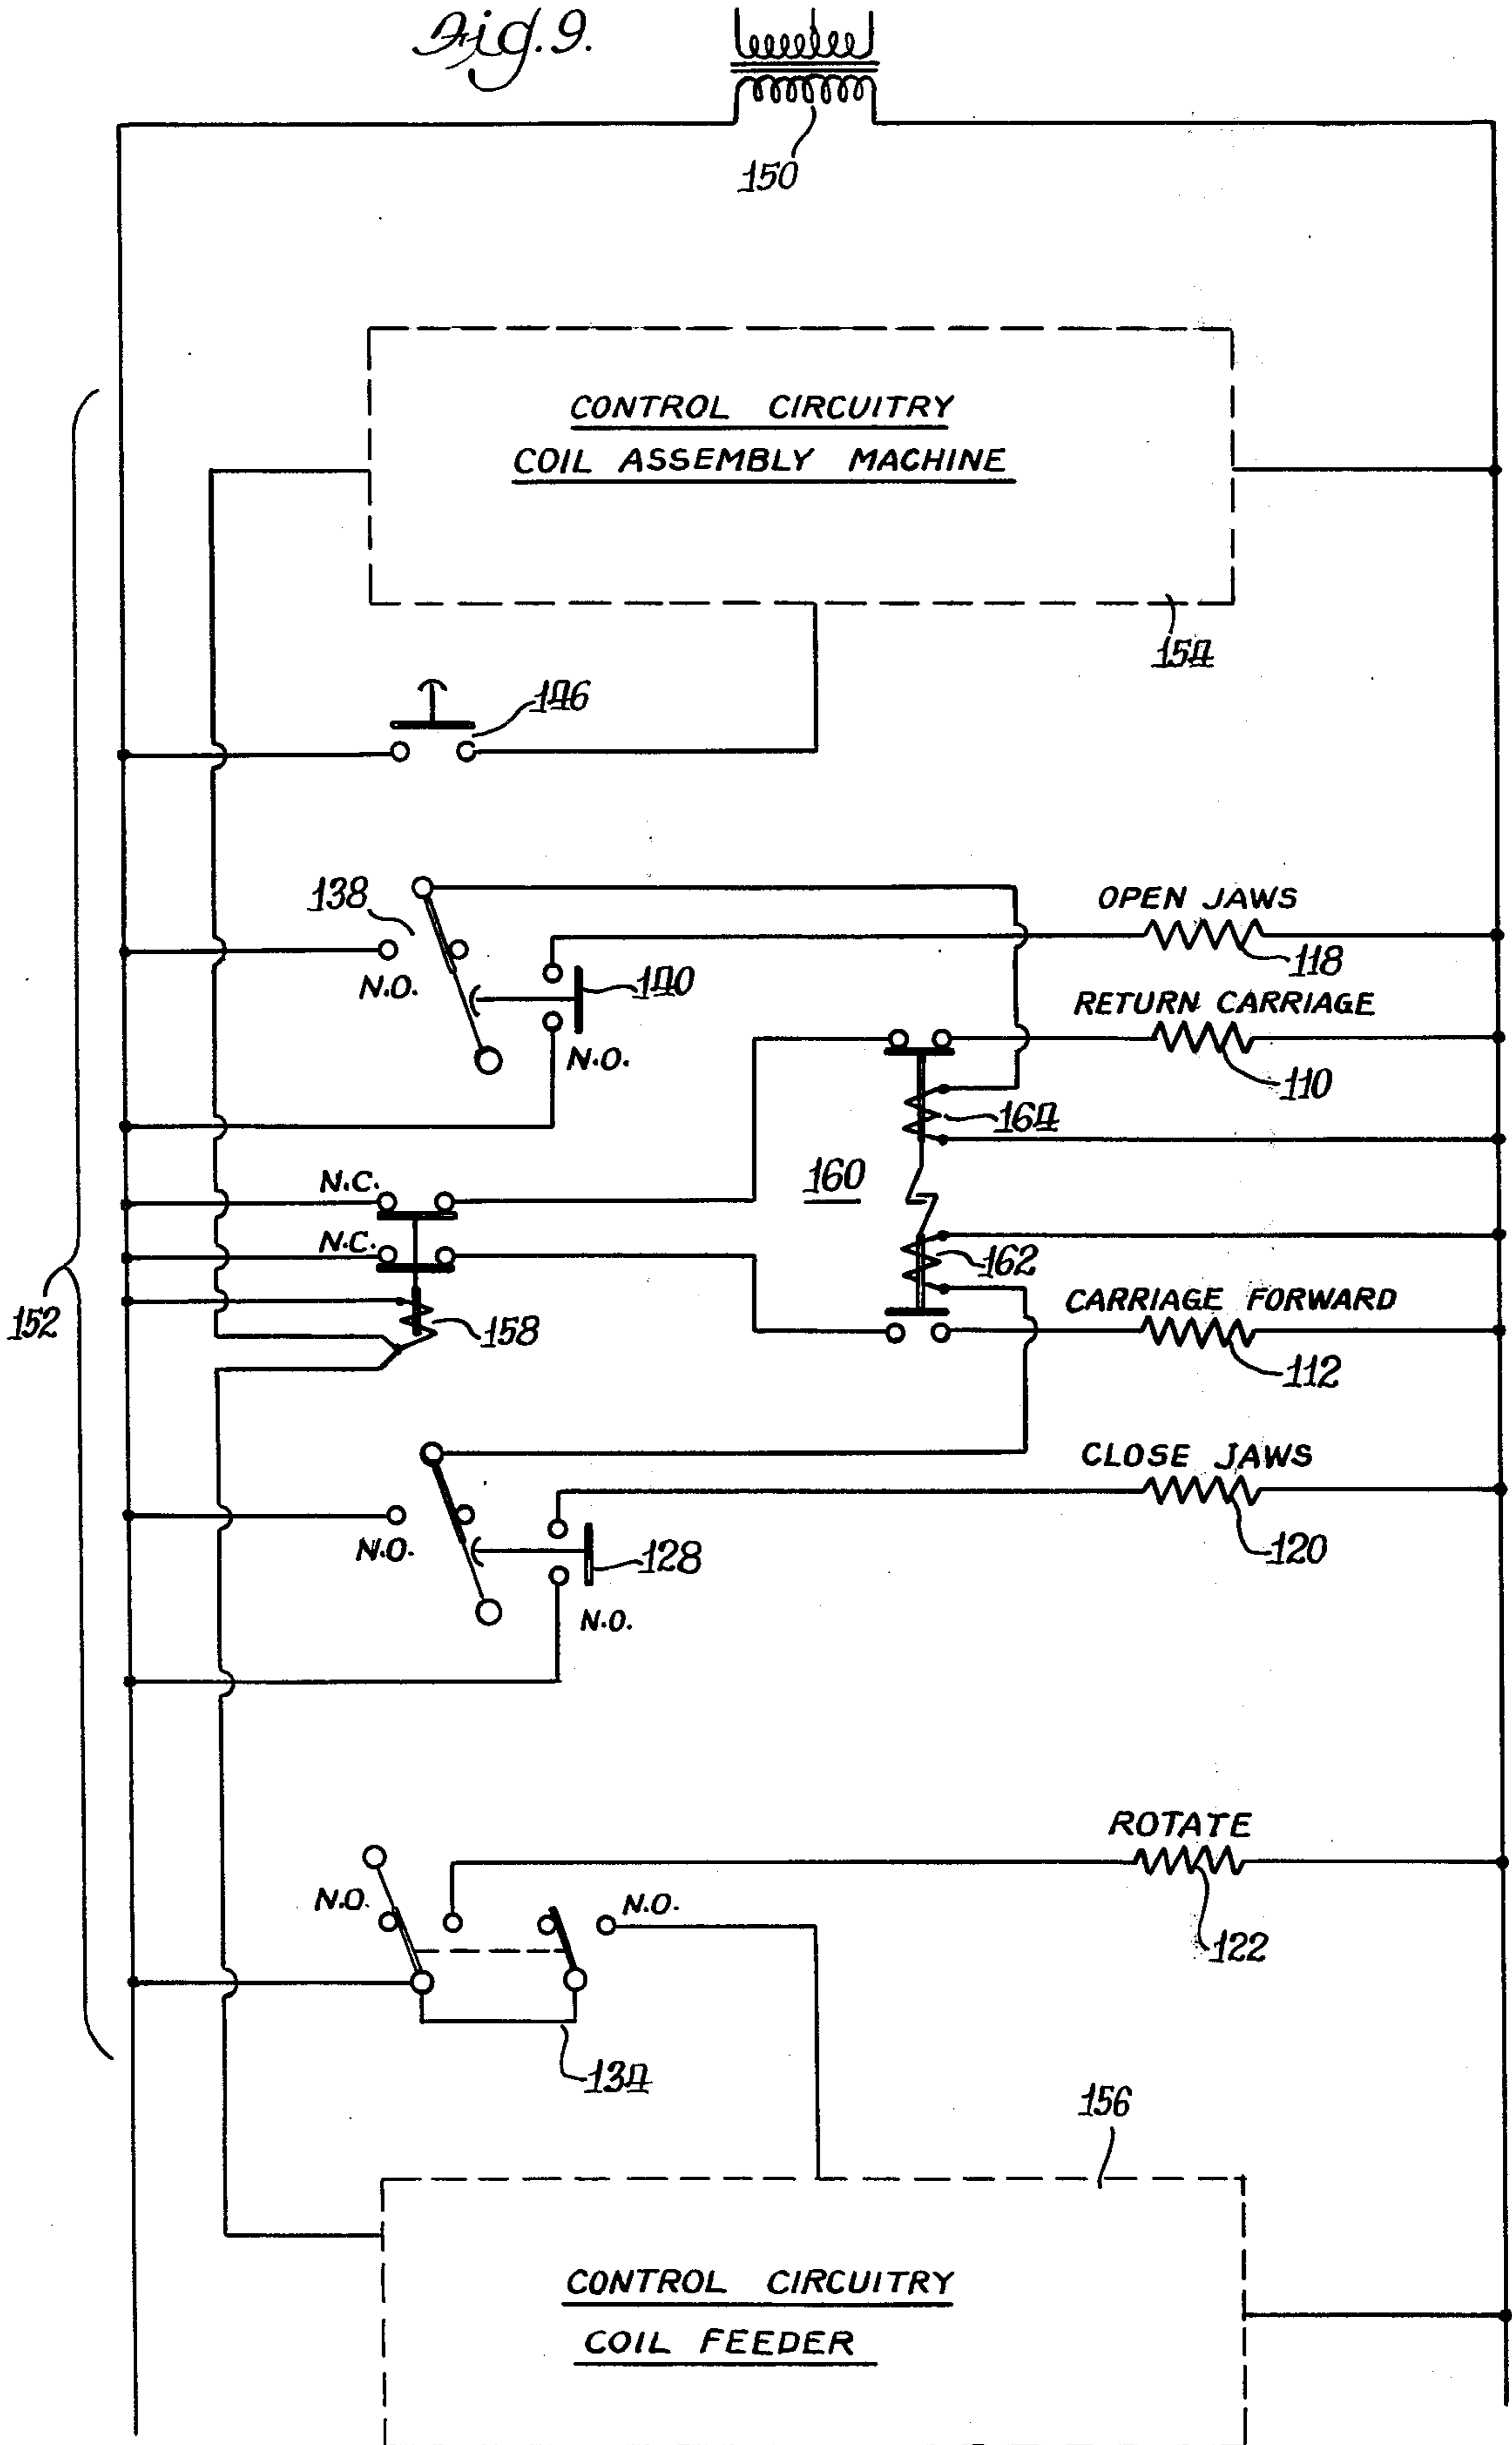 Fig. 9.
150
CONTROL CIRCUITRY
COIL ASSEMBLY MACHINE
154
146
138
N.O.
140
N.O.
OPEN JAWS
118
RETURN CARRIAGE
110
164
N.C.
160
N.C.
162
158
152
CARRIAGE FORWARD
112
CLOSE JAWS
120
N.O.
128
N.O.
ROTATE
122
N.O.
N.O.
134
156
CONTROL CIRCUITRY
COIL FEEDER